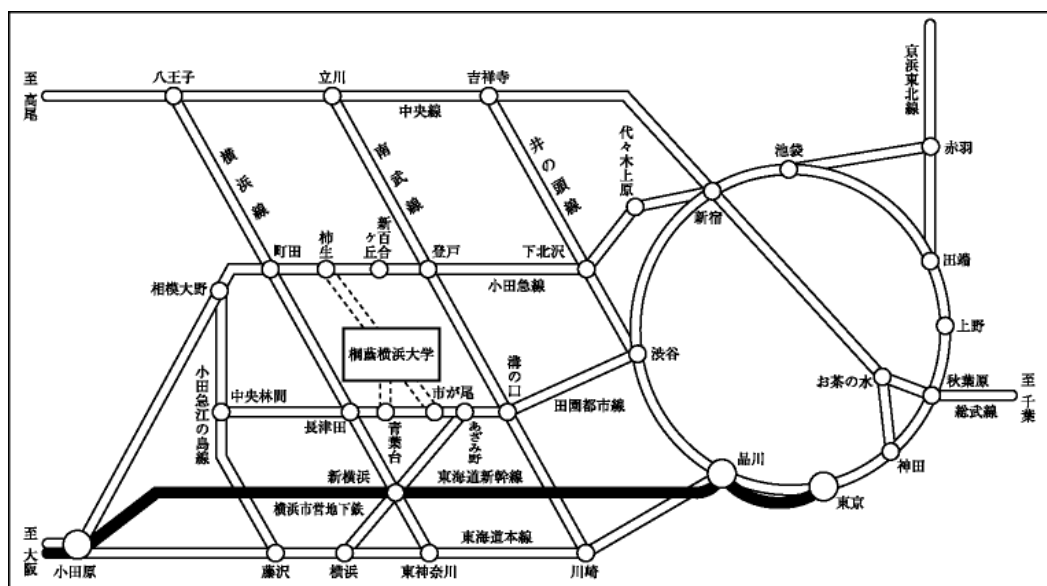 至高尾
八王子
立川
吉祥寺
中央線
京浜東北線
横浜線
南武線
井の頭線
代々木上原
池袋
赤羽
新宿
町田
柿生
新百合ヶ丘
登戸
下北沢
小田急線
田端
相模大野
上野
桐蔭横浜大学
渋谷
お茶の水
秋葉原
至千葉
総武線
小田急江の島線
中央林間
長津田
青葉台
市が尾
あざみ野
溝の口
田園都市線
神田
品川
東京
新横浜
東海道新幹線
横浜市営地下鉄
東海道本線
至大阪
小田原
藤沢
横浜
東神奈川
川崎